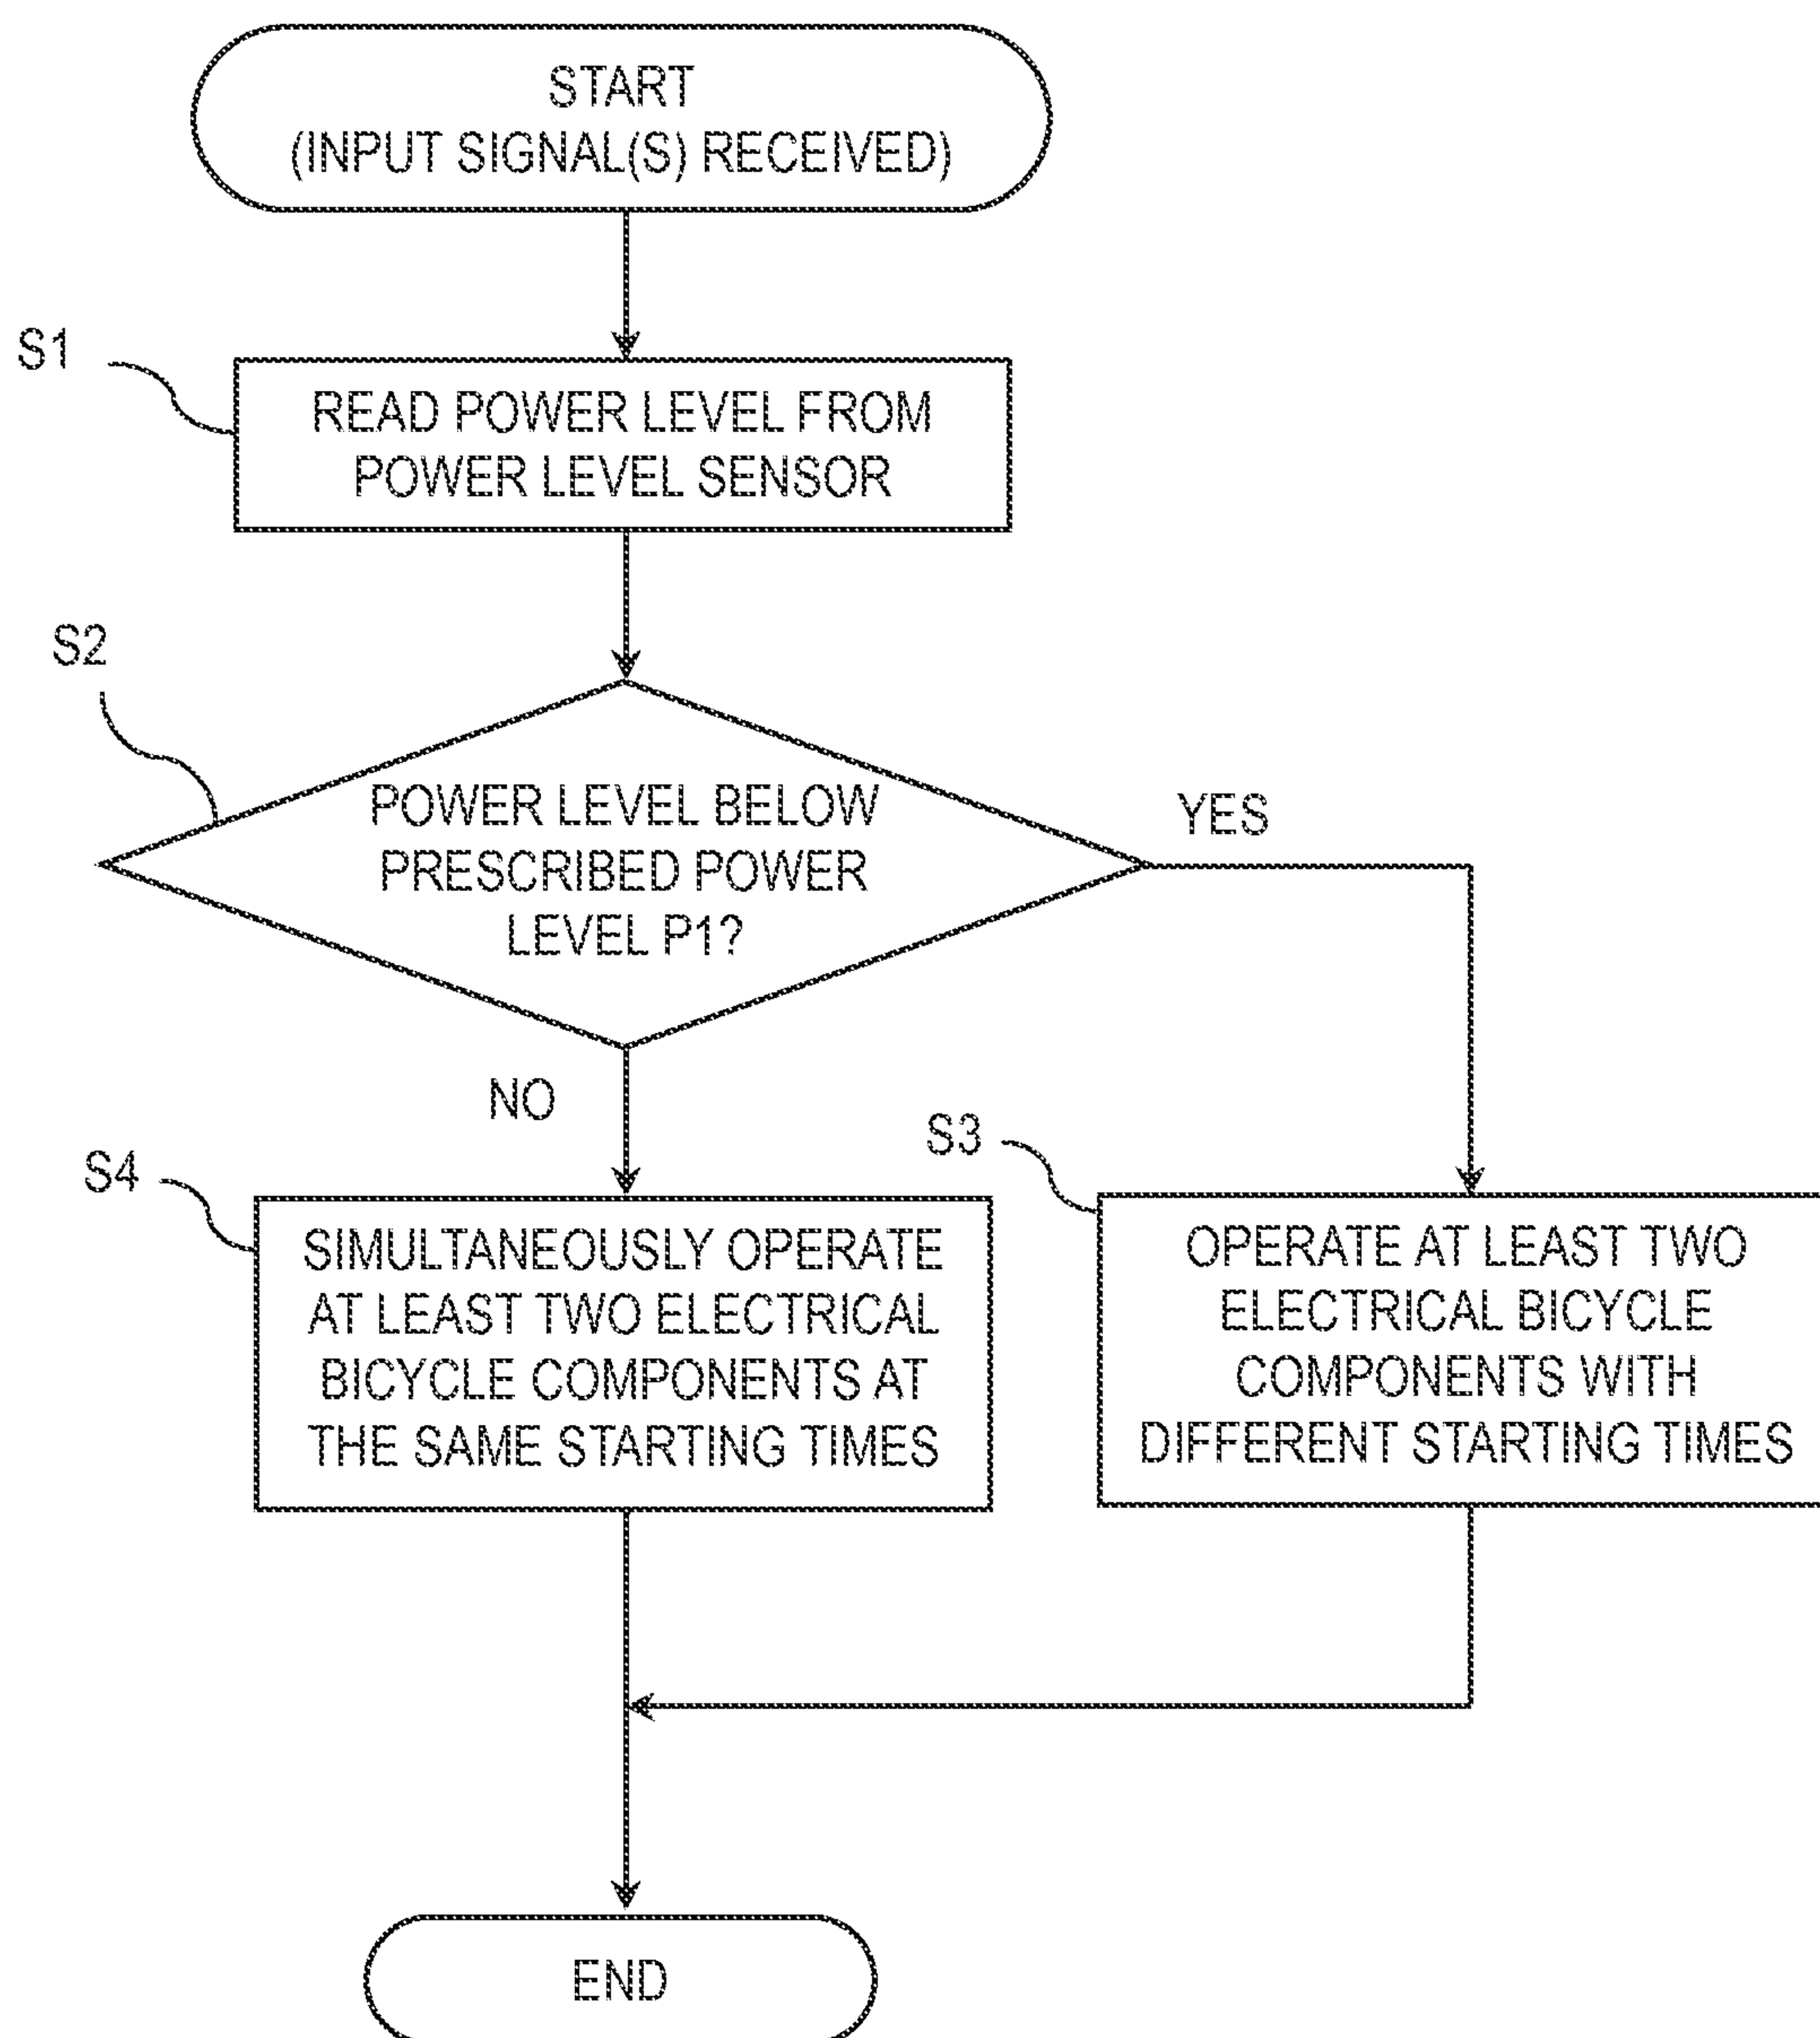 START
(INPUT SIGNAL(S) RECEIVED)
S1
READ POWER LEVEL FROM
POWER LEVEL SENSOR
S2
POWER LEVEL BELOW
PRESCRIBED POWER
LEVEL P1?
YES
NO
S4
SIMULTANEOUSLY OPERATE
AT LEAST TWO ELECTRICAL
BICYCLE COMPONENTS AT
THE SAME STARTING TIMES
S3
OPERATE AT LEAST TWO
ELECTRICAL BICYCLE
COMPONENTS WITH
DIFFERENT STARTING TIMES
END